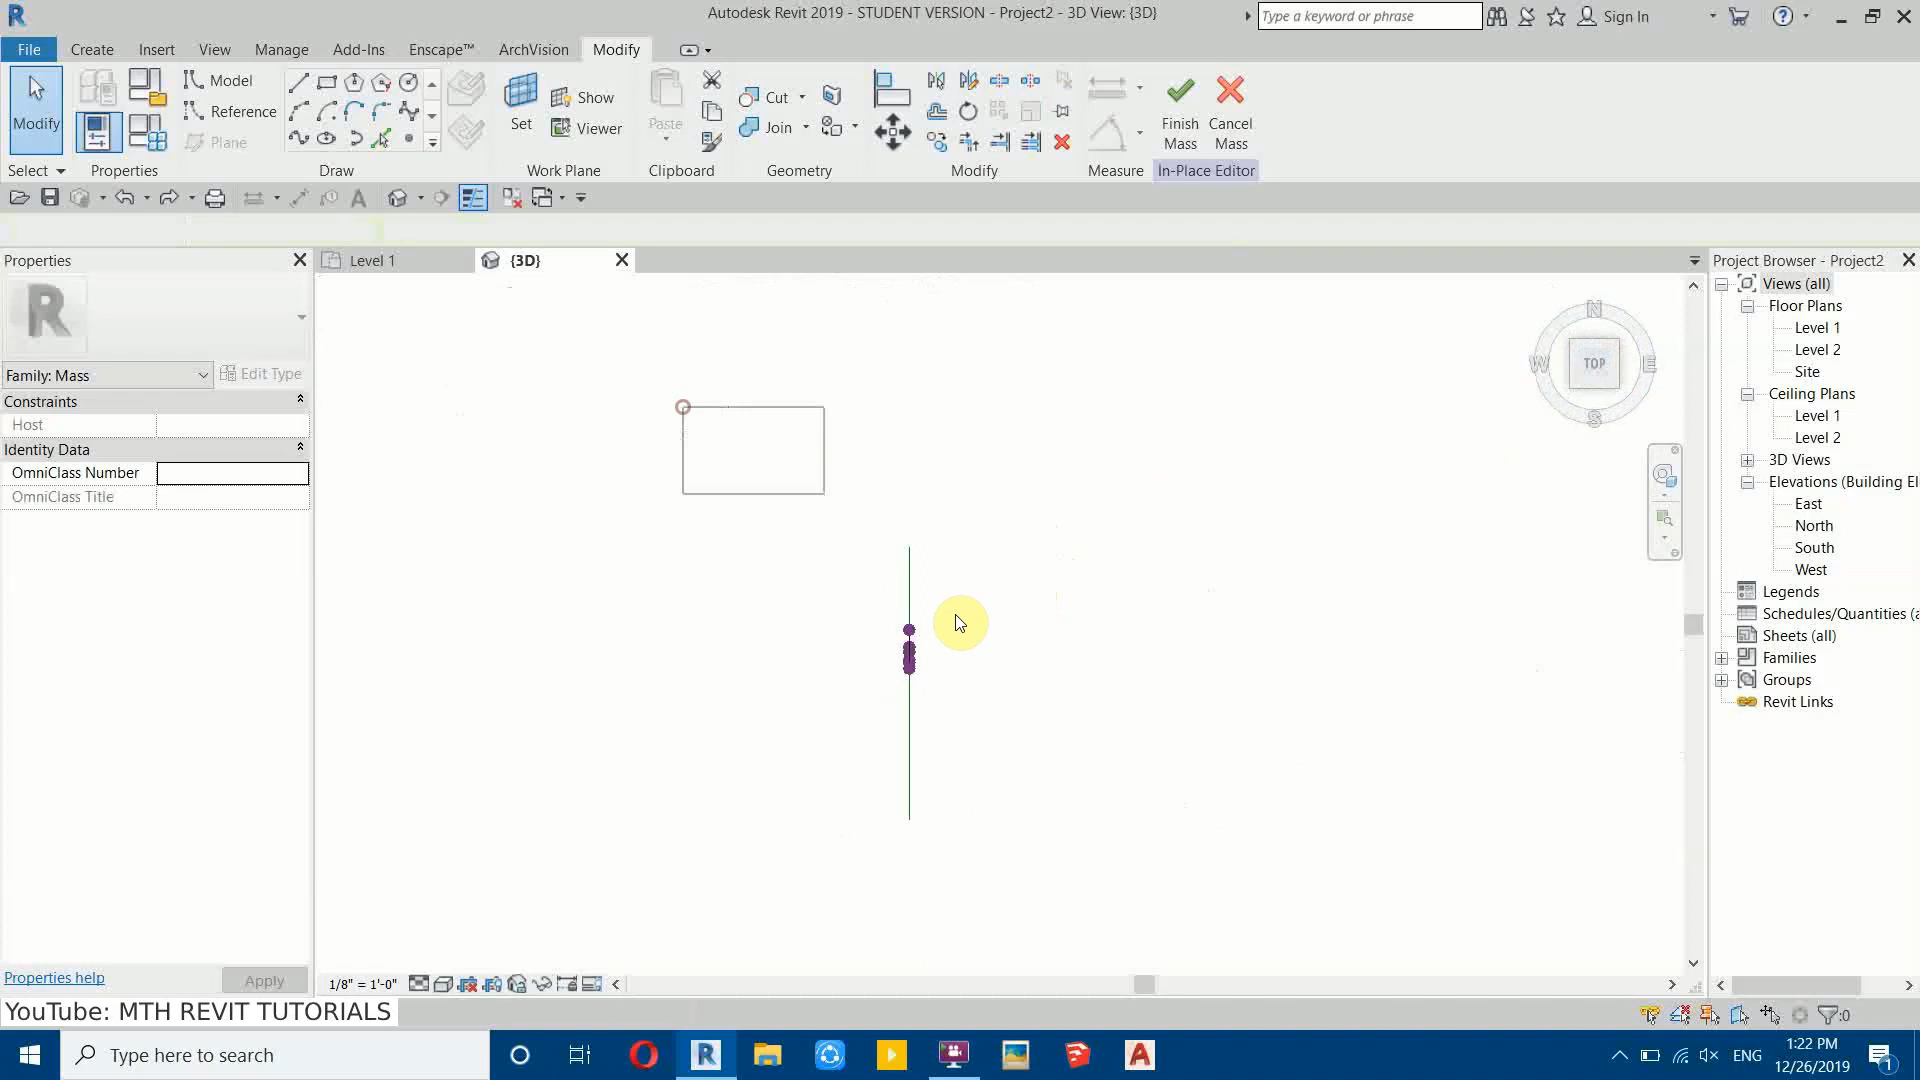 Autodesk Revit 2019 - STUDENT VERSION - Project2 - 3D View: {3D}
Type a keyword or phrase
Sign In
File Create Insert View Manage Add-Ins Enscape™ ArchVision Modify
Modify
Model
Reference
Plane
Set
Show
Viewer
Paste
Cut
Join
Finish Mass
Cancel Mass
Select Properties Draw Work Plane Clipboard Geometry Modify Measure In-Place Editor
Properties
Level 1
{3D}
Project Browser - Project2
Family: Mass
Edit Type
Constraints
Host
Identity Data
OmniClass Number
OmniClass Title
N
W
TOP
E
S
Views (all)
Floor Plans
Level 1
Level 2
Site
Ceiling Plans
Level 1
Level 2
3D Views
Elevations (Building El
East
North
South
West
Legends
Schedules/Quantities (a
Sheets (all)
Families
Groups
Revit Links
Properties help
Apply
1/8" = 1'-0"
YouTube: MTH REVIT TUTORIALS
:0
Type here to search
ENG
1:22 PM
12/26/2019
1